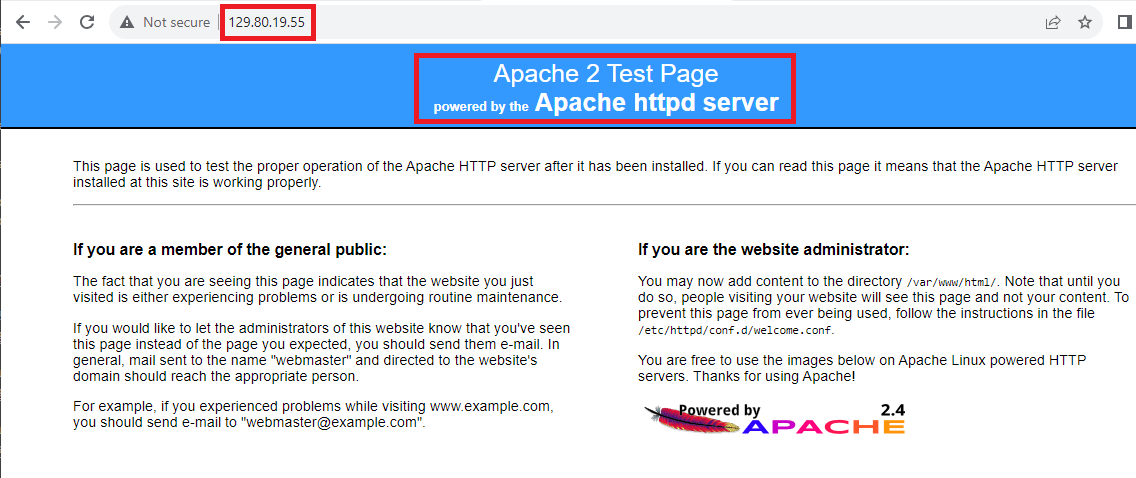 Not secure 129.80.19.55
Apache 2 Test Page
powered by the Apache httpd server
This page is used to test the proper operation of the Apache HTTP server after it has been installed. If you can read this page it means that the Apache HTTP server
installed at this site is working properly.
If you are a member of the general public:
The fact that you are seeing this page indicates that the website you just
visited is either experiencing problems or is undergoing routine maintenance.
If you would like to let the administrators of this website know that you've seen
this page instead of the page you expected, you should send them e-mail. In
general, mail sent to the name "webmaster" and directed to the website's
domain should reach the appropriate person.
For example, if you experienced problems while visiting www.example.com,
you should send e-mail to "webmaster@example.com".
If you are the website administrator:
You may now add content to the directory /var/www/html/. Note that until you
do so, people visiting your website will see this page and not your content. To
prevent this page from ever being used, follow the instructions in the file
/etc/httpd/conf.d/welcome.conf.
You are free to use the images below on Apache Linux powered HTTP
servers. Thanks for using Apache!
Powered by 2.4
APACHE